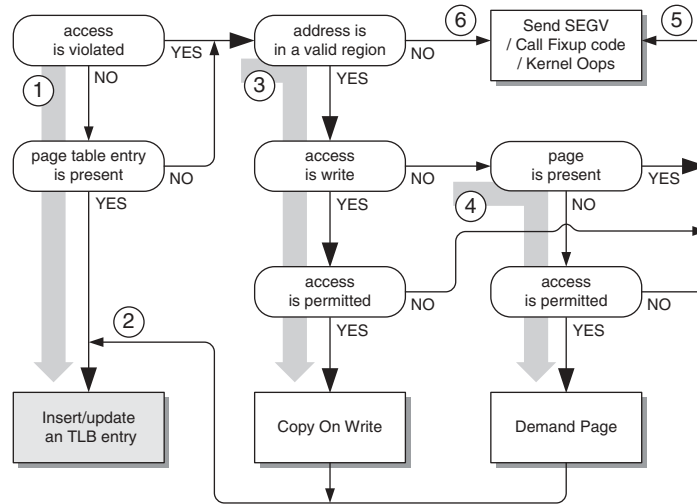 access
is violated
YES
NO
1
page table entry
is present
NO
YES
2
Insert/update
an TLB entry
address is
in a valid region
NO
YES
3
access
is write
NO
YES
access
is permitted
NO
YES
Copy On Write
6
Send SEGV
/ Call Fixup code
/ Kernel Oops
5
page
is present
YES
NO
4
access
is permitted
NO
YES
Demand Page